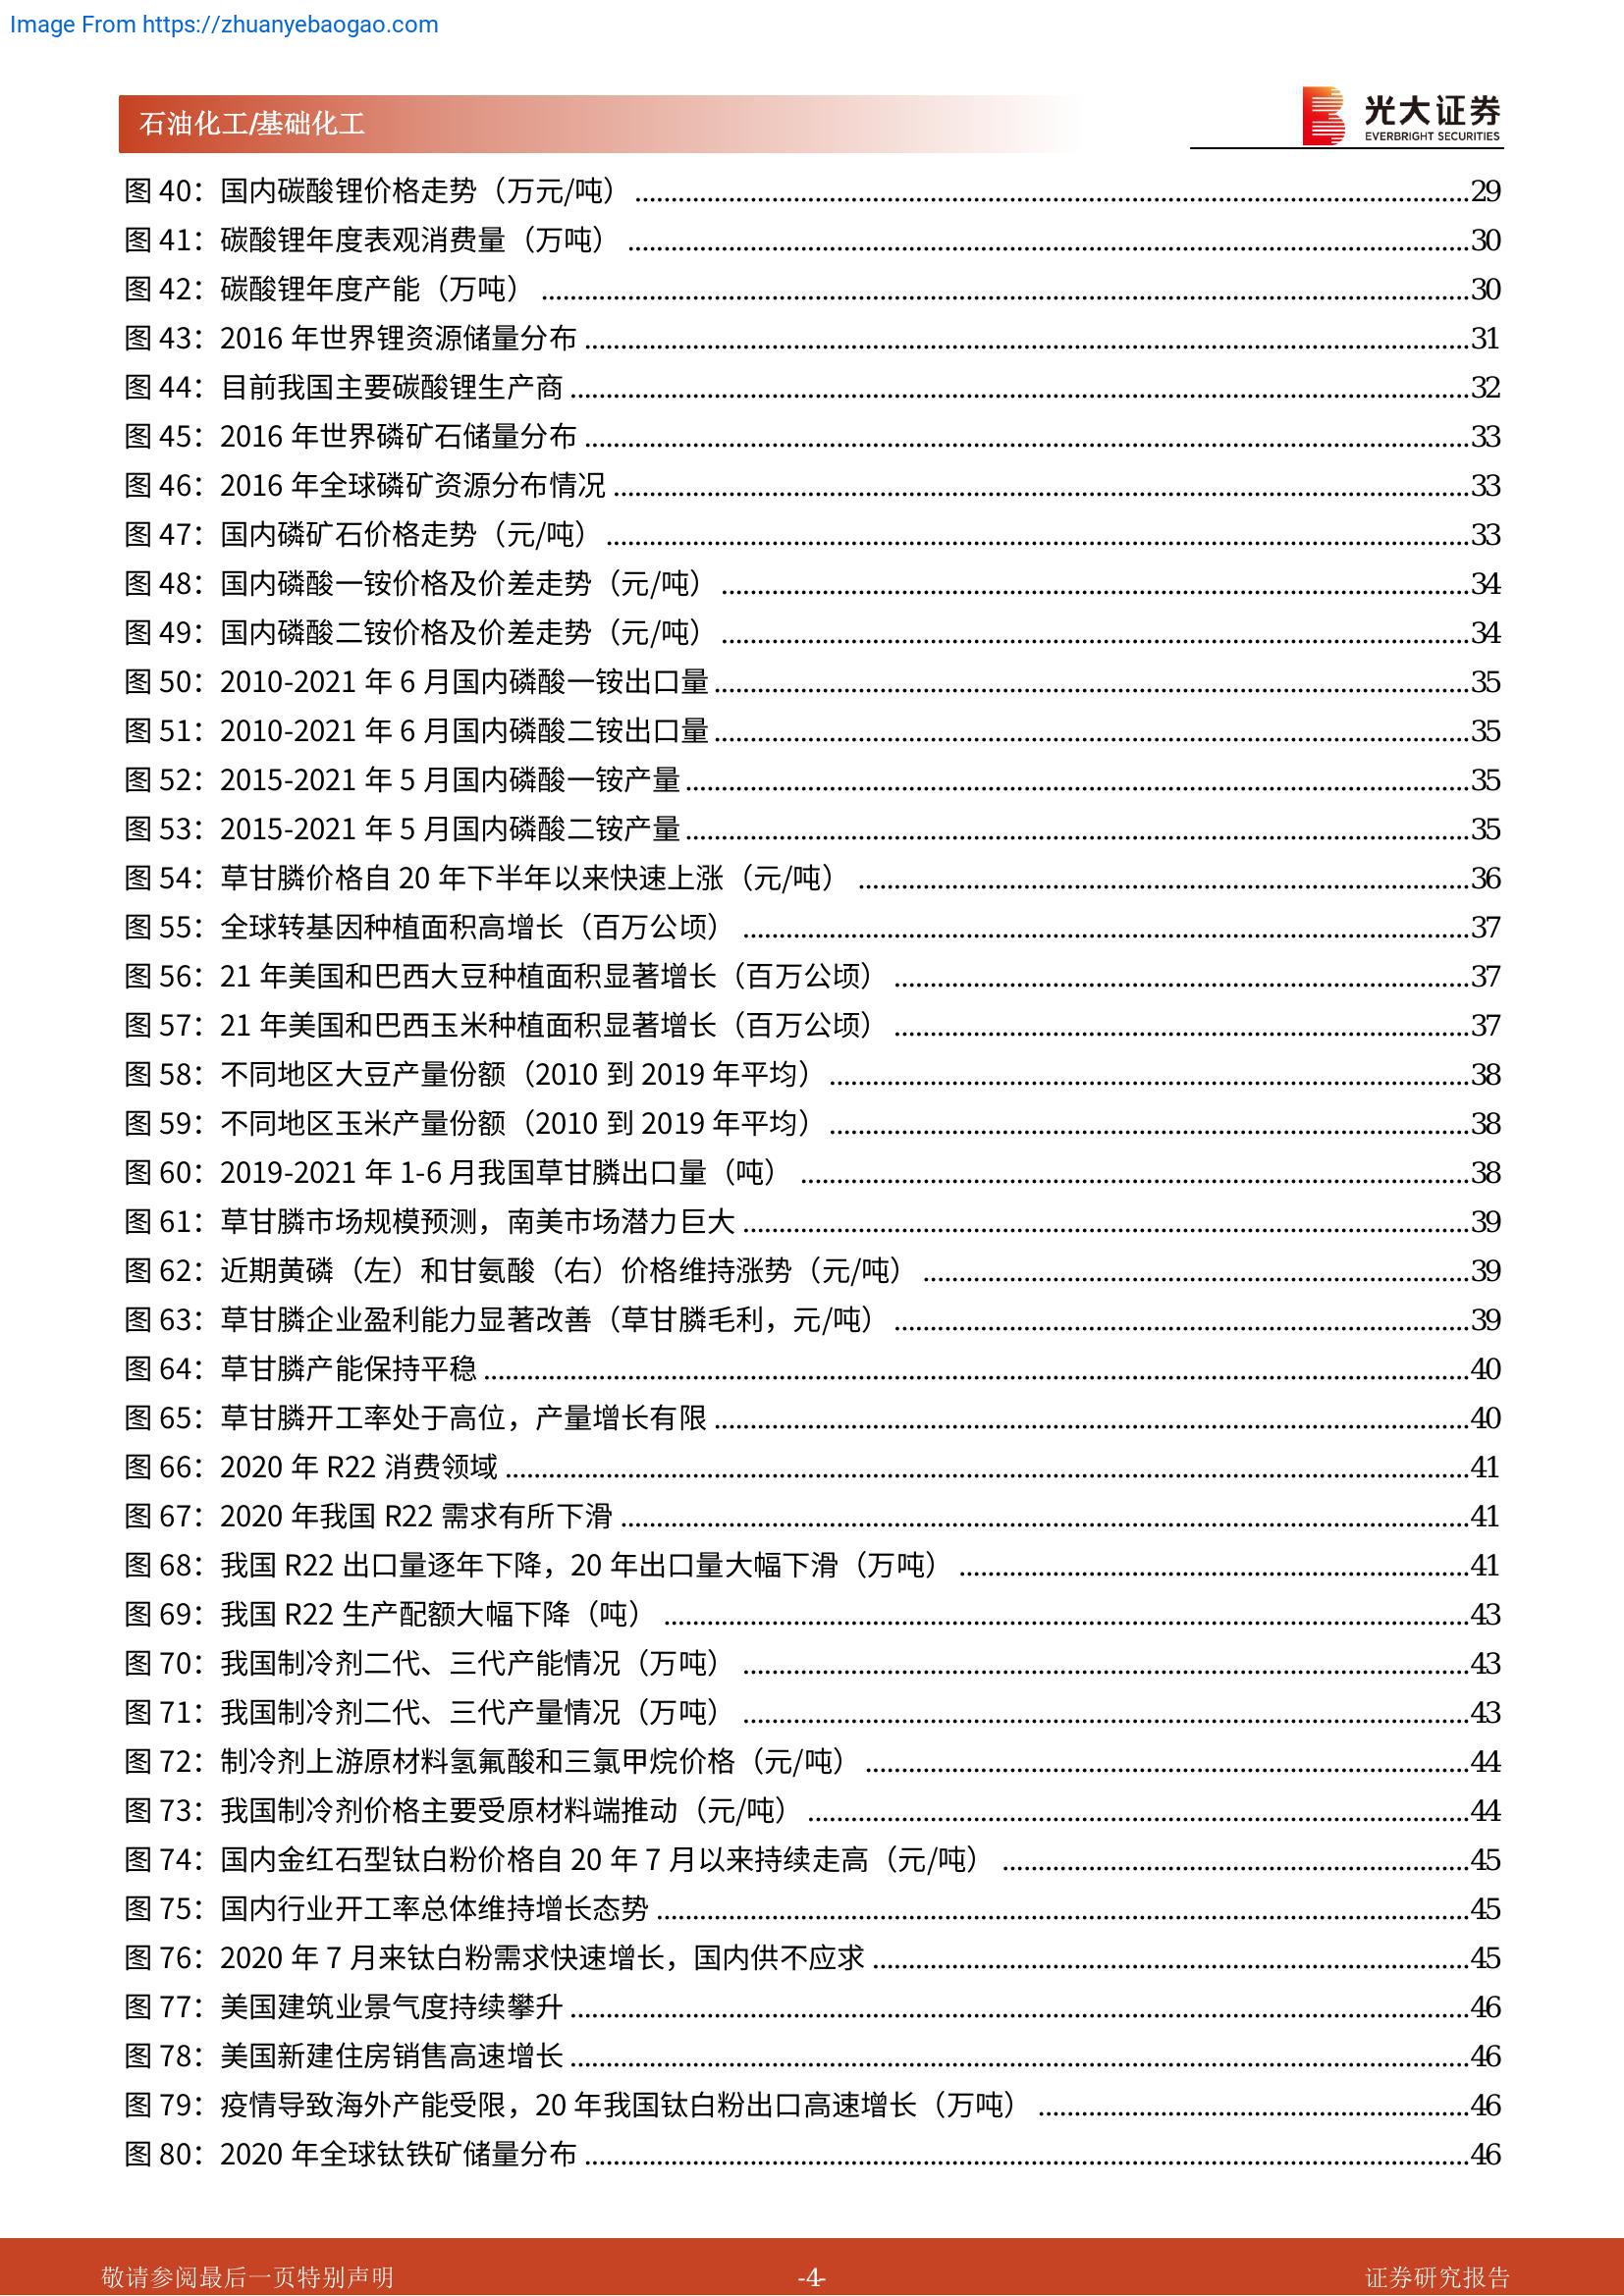 Image From https://zhuanyebaogao.com
石油化工/基础化工
光大证券
EVERBRIGHT SECURITIES
图 40：国内碳酸锂价格走势（万元/吨）................29
图 41：碳酸锂年度表观消费量（万吨）................30
图 42：碳酸锂年度产能（万吨）................30
图 43：2016 年世界锂资源储量分布................31
图 44：目前我国主要碳酸锂生产商................32
图 45：2016 年世界磷矿石储量分布................33
图 46：2016 年全球磷矿资源分布情况................33
图 47：国内磷矿石价格走势（元/吨）................33
图 48：国内磷酸一铵价格及价差走势（元/吨）................34
图 49：国内磷酸二铵价格及价差走势（元/吨）................34
图 50：2010-2021 年 6 月国内磷酸一铵出口量................35
图 51：2010-2021 年 6 月国内磷酸二铵出口量................35
图 52：2015-2021 年 5 月国内磷酸一铵产量................35
图 53：2015-2021 年 5 月国内磷酸二铵产量................35
图 54：草甘膦价格自 20 年下半年以来快速上涨（元/吨）................36
图 55：全球转基因种植面积高增长（百万公顷）................37
图 56：21 年美国和巴西大豆种植面积显著增长（百万公顷）................37
图 57：21 年美国和巴西玉米种植面积显著增长（百万公顷）................37
图 58：不同地区大豆产量份额（2010 到 2019 年平均）................38
图 59：不同地区玉米产量份额（2010 到 2019 年平均）................38
图 60：2019-2021 年 1-6 月我国草甘膦出口量（吨）................38
图 61：草甘膦市场规模预测，南美市场潜力巨大................39
图 62：近期黄磷（左）和甘氨酸（右）价格维持涨势（元/吨）................39
图 63：草甘膦企业盈利能力显著改善（草甘膦毛利，元/吨）................39
图 64：草甘膦产能保持平稳................40
图 65：草甘膦开工率处于高位，产量增长有限................40
图 66：2020 年 R22 消费领域................41
图 67：2020 年我国 R22 需求有所下滑................41
图 68：我国 R22 出口量逐年下降，20 年出口量大幅下滑（万吨）................41
图 69：我国 R22 生产配额大幅下降（吨）................43
图 70：我国制冷剂二代、三代产能情况（万吨）................43
图 71：我国制冷剂二代、三代产量情况（万吨）................43
图 72：制冷剂上游原材料氢氟酸和三氯甲烷价格（元/吨）................44
图 73：我国制冷剂价格主要受原材料端推动（元/吨）................44
图 74：国内金红石型钛白粉价格自 20 年 7 月以来持续走高（元/吨）................45
图 75：国内行业开工率总体维持增长态势................45
图 76：2020 年 7 月来钛白粉需求快速增长，国内供不应求................45
图 77：美国建筑业景气度持续攀升................46
图 78：美国新建住房销售高速增长................46
图 79：疫情导致海外产能受限，20 年我国钛白粉出口高速增长（万吨）................46
图 80：2020 年全球钛铁矿储量分布................46
敬请参阅最后一页特别声明
-4-
证券研究报告